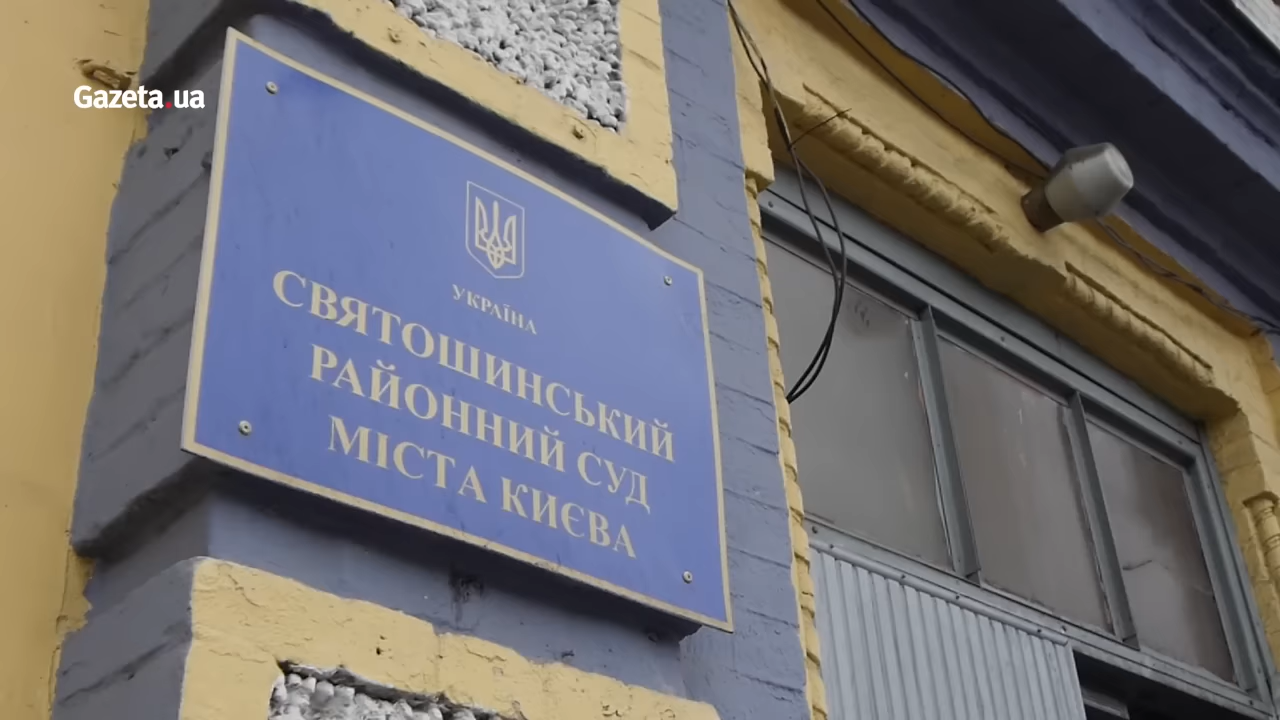 Gazeta.ua
УКРАЇНА
СВЯТОШИНСЬКИЙ
РАЙОННИЙ СУД
МІСТА КИЄВА